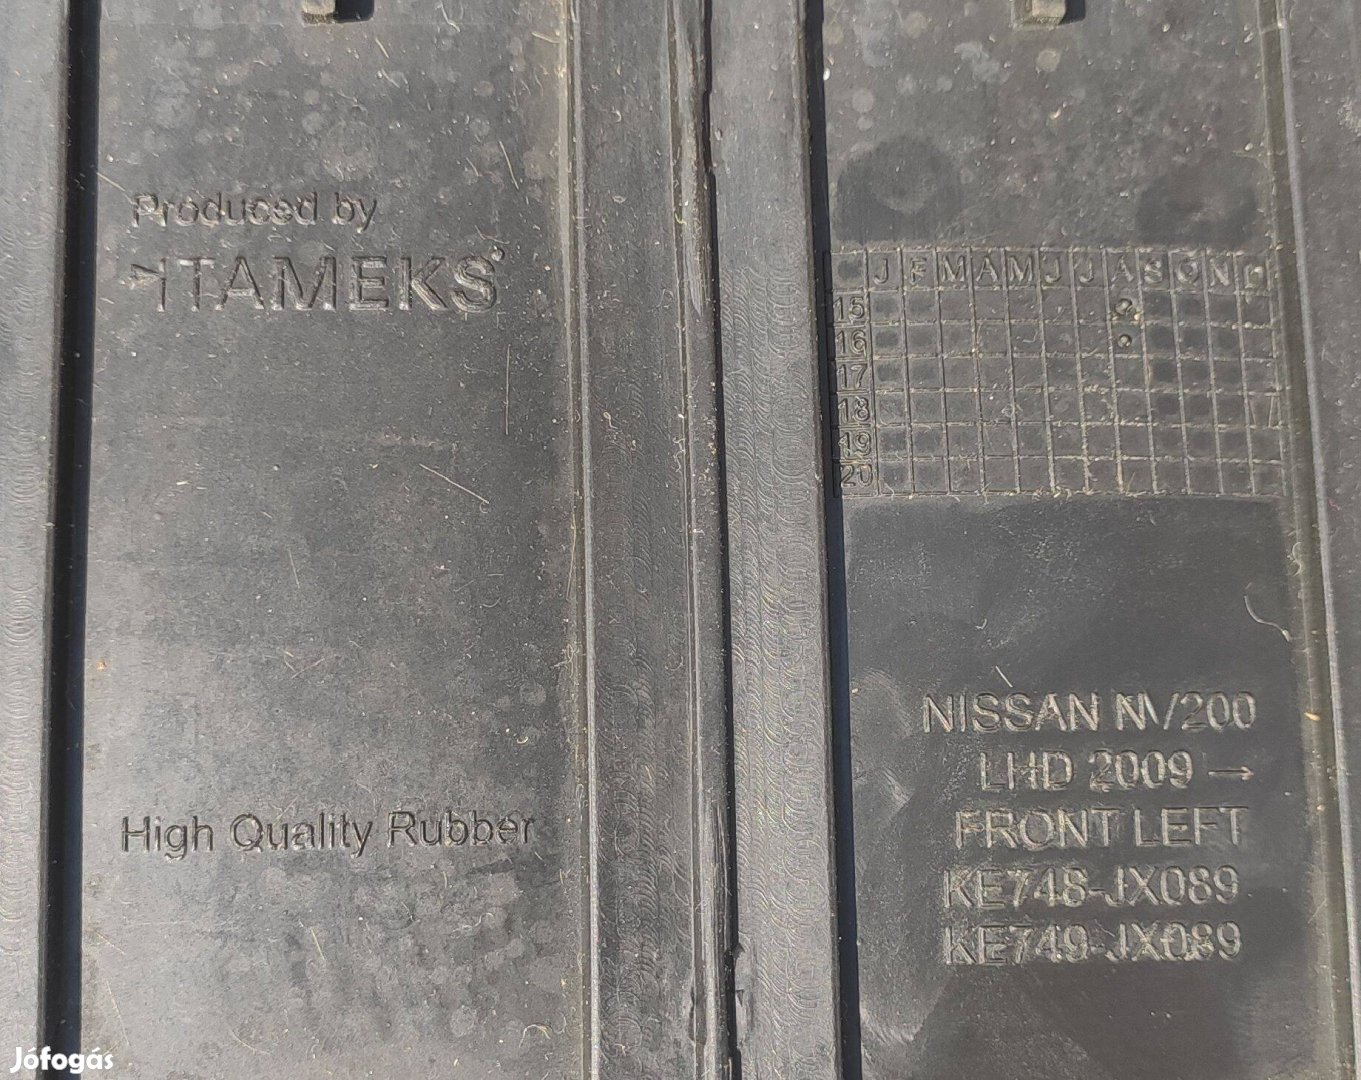 Produced by
HTAMEKS
High Quality Rubber
J F M A M J J A S O N D
15
16
17
18
19
20
NISSAN NV200
LHD 2009 →
FRONT LEFT
KE748-JX089
KE749-JX089
Jófogás